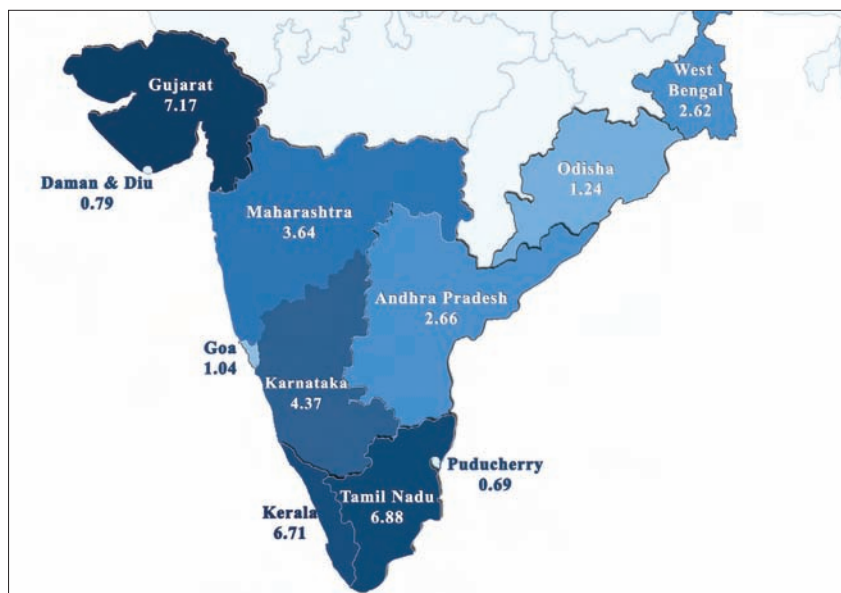 Gujarat
7.17
West
Bengal
2.62
Daman & Diu
0.79
Odisha
1.24
Maharashtra
3.64
Andhra Pradesh
2.66
Goa
1.04
Karnataka
4.37
Puducherry
0.69
Kerala
6.71
Tamil Nadu
6.88